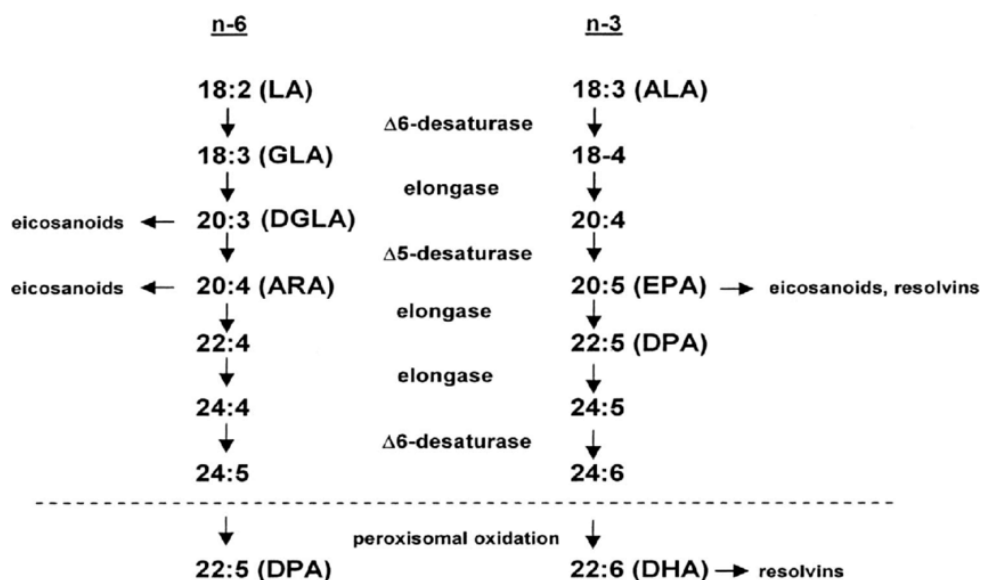 n-6 n-3
18:2 (LA) 18:3 (ALA)
Δ6-desaturase
18:3 (GLA) 18-4
elongase
eicosanoids 20:3 (DGLA) 20:4
Δ5-desaturase
eicosanoids 20:4 (ARA) 20:5 (EPA) eicosanoids, resolvins
elongase
22:4 22:5 (DPA)
elongase
24:4 24:5
Δ6-desaturase
24:5 24:6
peroxisomal oxidation
22:5 (DPA) 22:6 (DHA) resolvins